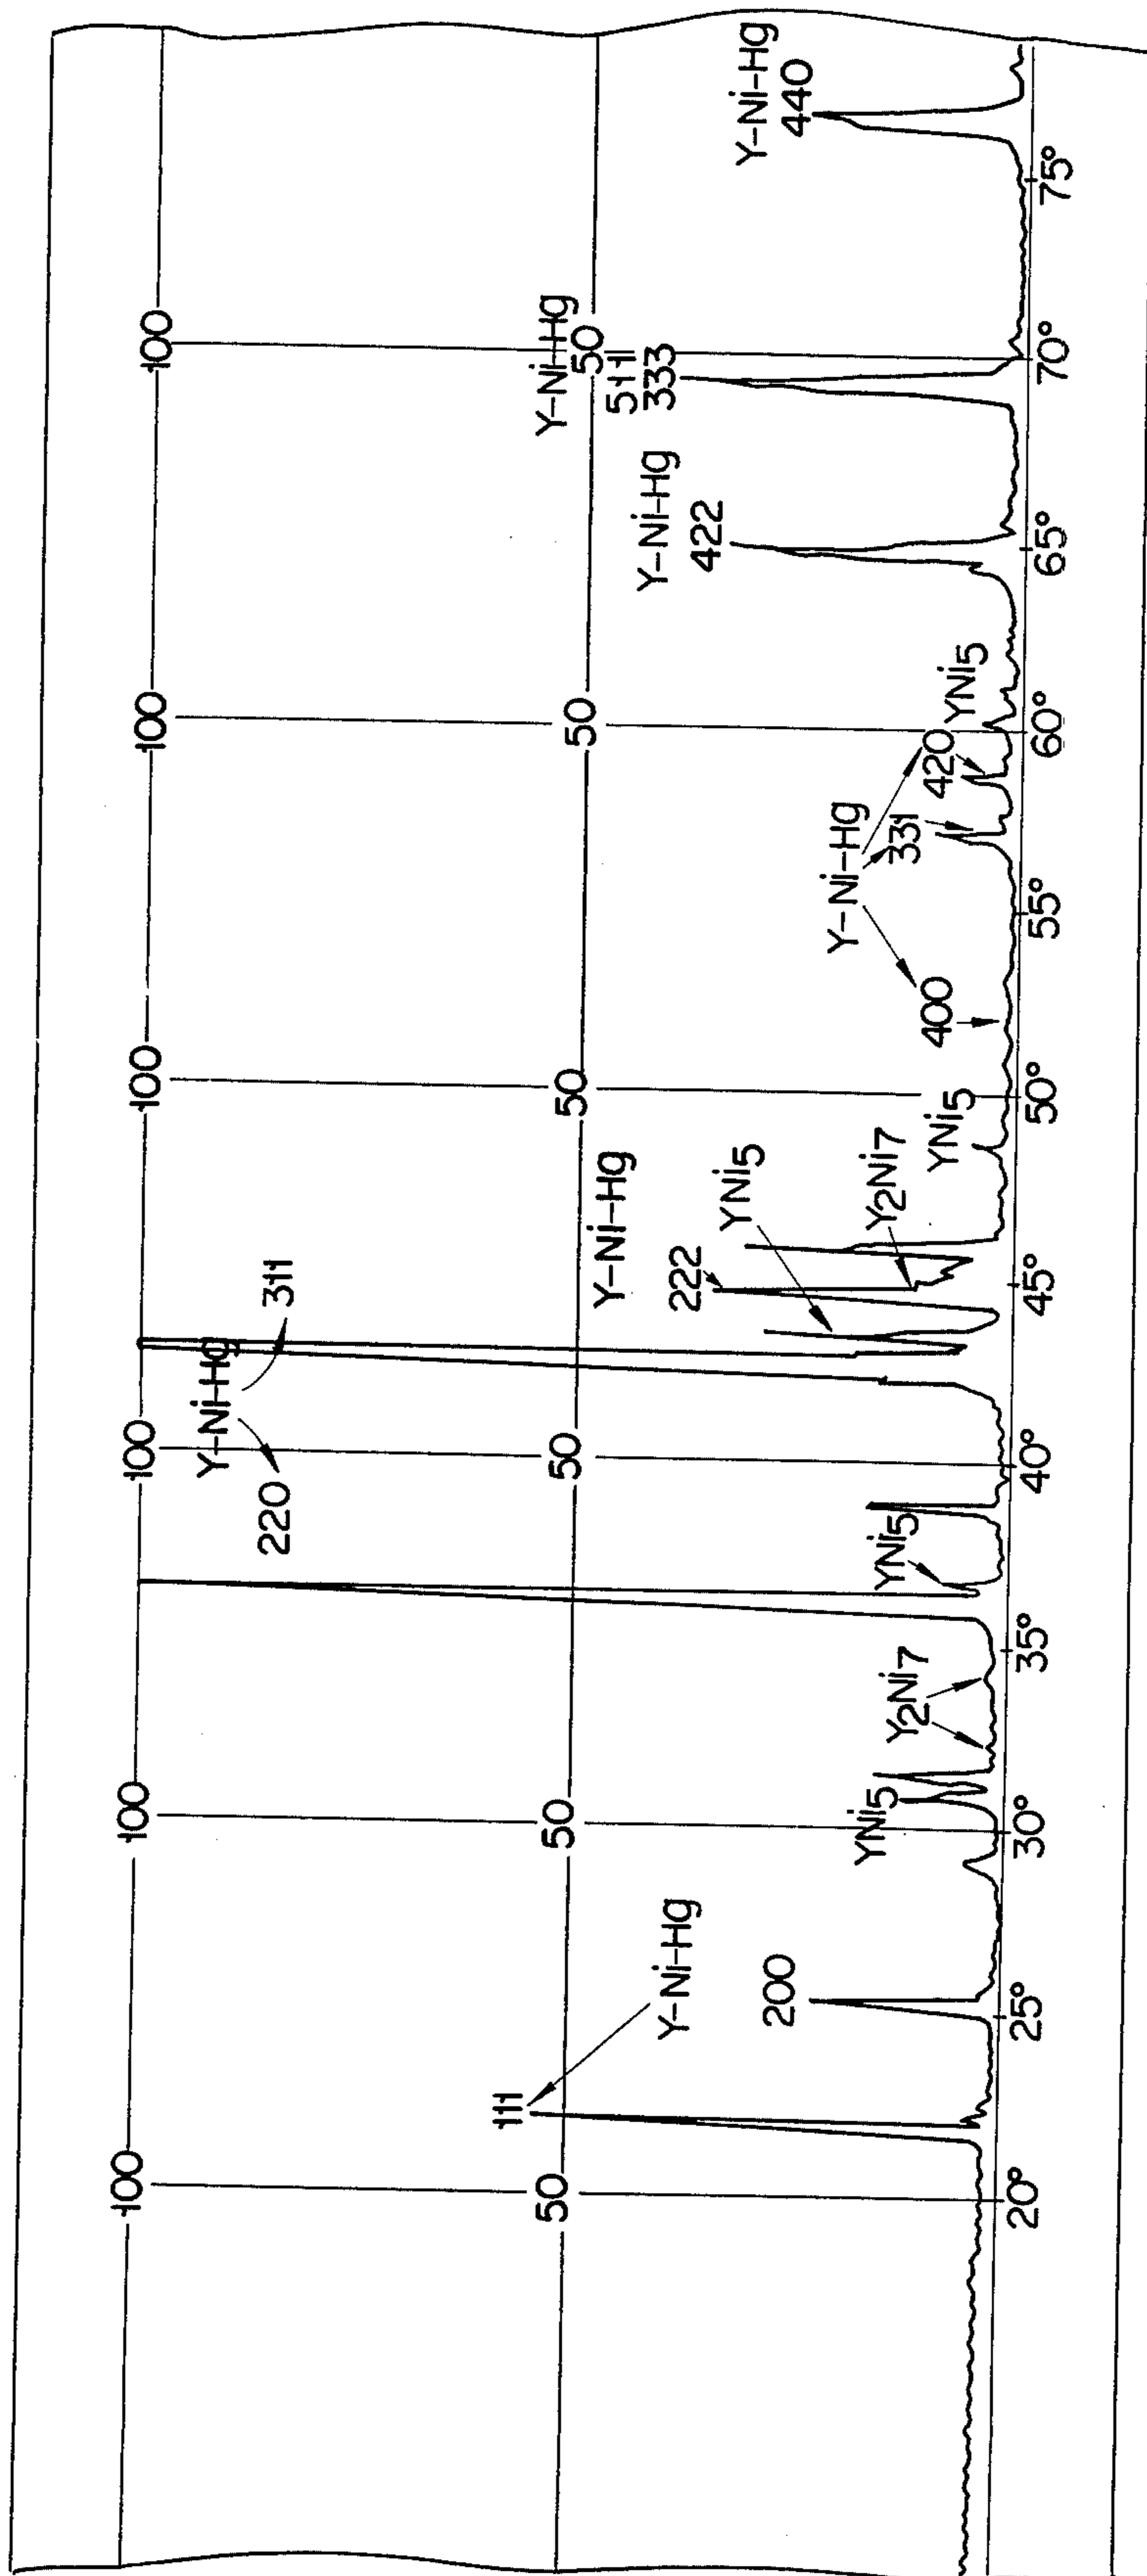 100
100
100
100
100
100
50
50
50
50
50
50
111
Y-Ni-Hg
200
YNi5
Y2Ni7
YNi5
220
Y-Ni-Hg
311
Y-Ni-Hg
222
YNi5
Y2Ni7
YNi5
400
Y-Ni-Hg
331
420
YNi5
Y-Ni-Hg
422
Y-Ni-Hg
511
333
Y-Ni-Hg
440
20°
25°
30°
35°
40°
45°
50°
55°
60°
65°
70°
75°